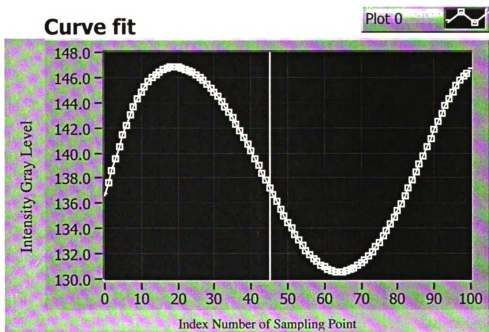 Curve fit
Plot 0
Intensity Gray Level
148.0
146.0
144.0
142.0
140.0
138.0
136.0
134.0
132.0
130.0
0 10 20 30 40 50 60 70 80 90 100
Index Number of Sampling Point